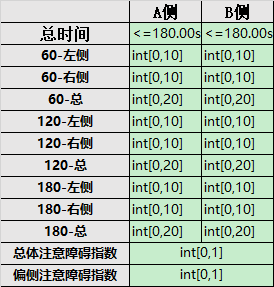 A侧 B侧
总时间 <=180.00s <=180.00s
60-左侧 int[0,10] int[0,10]
60-右侧 int[0,10] int[0,10]
60-总 int[0,20] int[0,20]
120-左侧 int[0,10] int[0,10]
120-右侧 int[0,10] int[0,10]
120-总 int[0,20] int[0,20]
180-左侧 int[0,10] int[0,10]
180-右侧 int[0,10] int[0,10]
180-总 int[0,20] int[0,20]
总体注意障碍指数 int[0,1]
偏侧注意障碍指数 int[0,1]